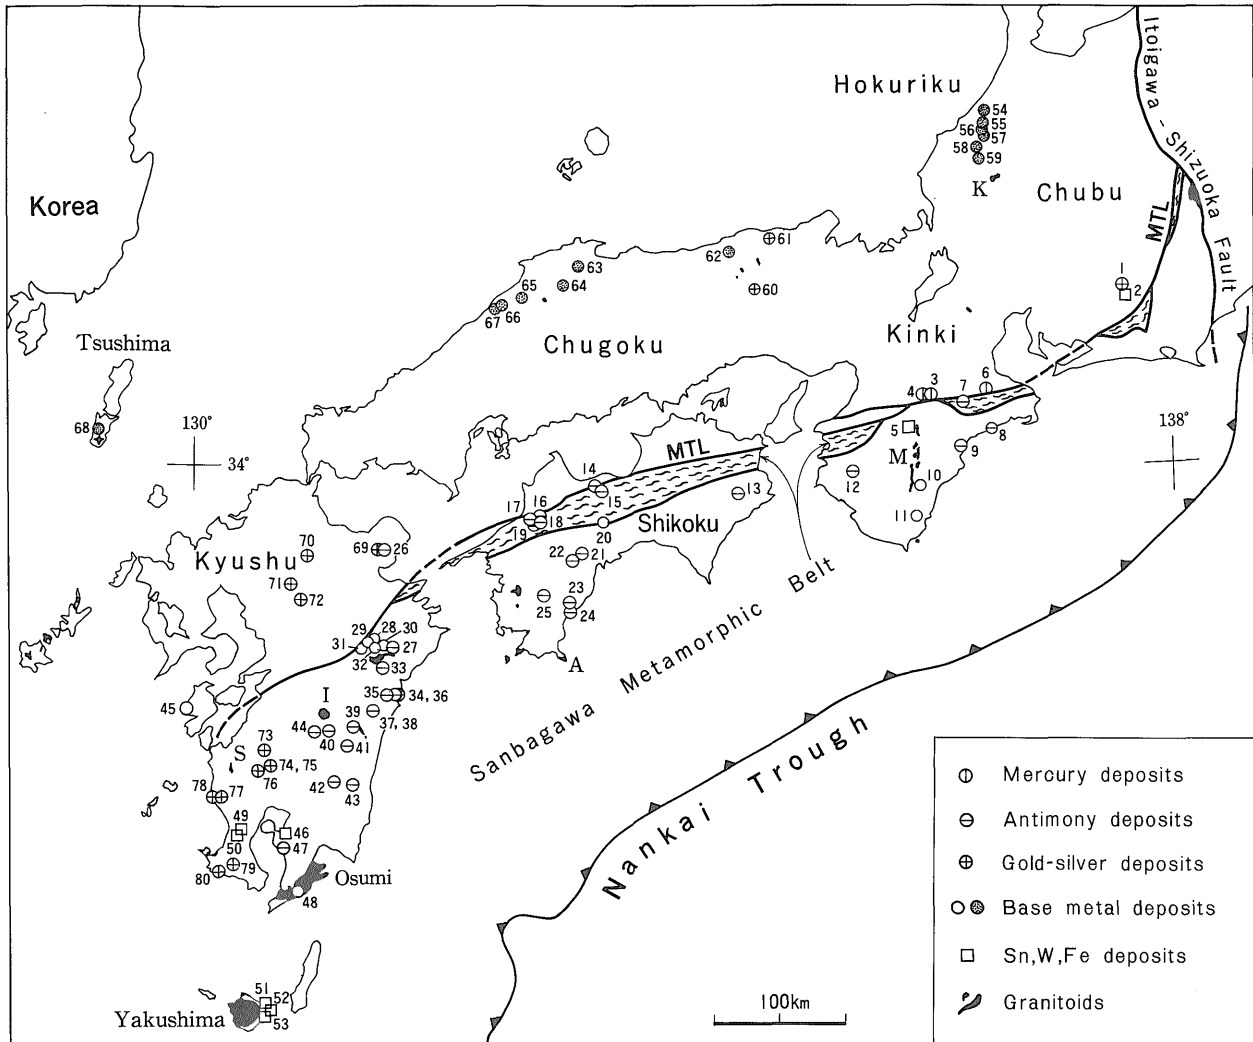 Itoigawa - Shizuoka Fault
Hokuriku
54
55
56
57
58
59
K
Chubu
MTL
Korea
61
62
63
60
64
65
66
67
1
2
Chugoku
Kinki
Tsushima
68
130°
34°
138°
6
4 3
7
5
8
9
M
10
11
12
MTL
13
14
15
16
17
18
19
20
Shikoku
21
22
23
24
25
A
Kyushu
69 26
70
71
72
28
29
30
31
27
32
33
34, 36
35
37, 38
I
39
40
41
42
43
44
45
S
73
74, 75
76
78 77
49
50
46
47
79
80
Osumi
48
51
52
53
Yakushima
Sanbagawa Metamorphic Belt
Nankai Trough
100km
Mercury deposits
Antimony deposits
Gold-silver deposits
Base metal deposits
Sn,W,Fe deposits
Granitoids